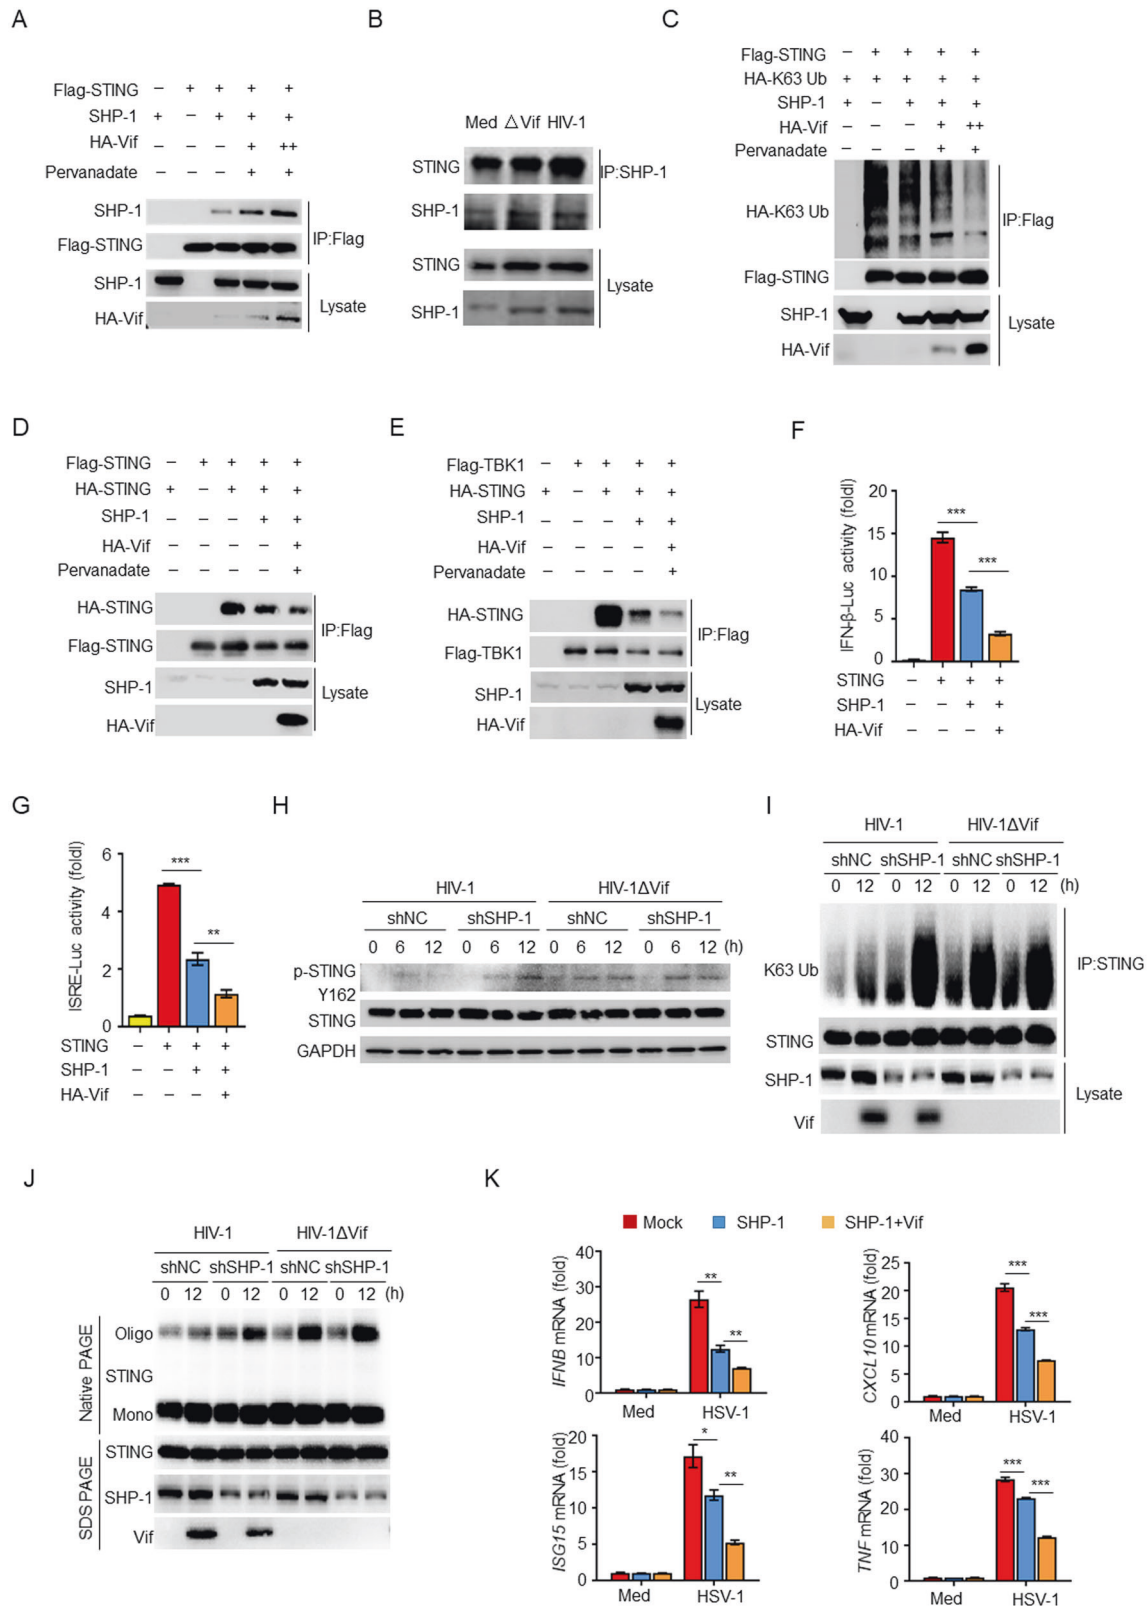 A
Flag-STING – + + + +
SHP-1 + – + + +
HA-Vif – – – + ++
Pervanadate – – – + +
SHP-1
Flag-STING
IP:Flag
SHP-1
HA-Vif
Lysate
B
Med △Vif HIV-1
STING
SHP-1
IP:SHP-1
STING
SHP-1
Lysate
C
Flag-STING – + + + +
HA-K63 Ub + + + + +
SHP-1 + – + + +
HA-Vif – – – + ++
Pervanadate – – – + +
HA-K63 Ub
Flag-STING
IP:Flag
SHP-1
HA-Vif
Lysate
D
Flag-STING – + + + +
HA-STING + – + + +
SHP-1 – – – + +
HA-Vif – – – – +
Pervanadate – – – – +
HA-STING
Flag-STING
IP:Flag
SHP-1
HA-Vif
Lysate
E
Flag-TBK1 – + + + +
HA-STING + – + + +
SHP-1 – – – + +
HA-Vif – – – – +
Pervanadate – – – – +
HA-STING
Flag-TBK1
IP:Flag
SHP-1
HA-Vif
Lysate
F
IFN-β-Luc activity (foldl)
20
15
10
5
0
***
***
STING – + + +
SHP-1 – – + +
HA-Vif – – – +
G
ISRE-Luc activity (foldl)
6
4
2
0
***
**
STING – + + +
SHP-1 – – + +
HA-Vif – – – +
H
HIV-1 HIV-1ΔVif
shNC shSHP-1 shNC shSHP-1
0 6 12 0 6 12 0 6 12 0 6 12 (h)
p-STING
Y162
STING
GAPDH
I
HIV-1 HIV-1ΔVif
shNC shSHP-1 shNC shSHP-1
0 12 0 12 0 12 0 12 (h)
K63 Ub
STING
IP:STING
SHP-1
Vif
Lysate
J
HIV-1 HIV-1ΔVif
shNC shSHP-1 shNC shSHP-1
0 12 0 12 0 12 0 12 (h)
Native PAGE
Oligo
STING
Mono
SDS PAGE
STING
SHP-1
Vif
K
Mock SHP-1 SHP-1+Vif
IFNB mRNA (fold)
40
30
20
10
0
**
**
Med HSV-1
CXCL10 mRNA (fold)
25
20
15
10
5
0
***
***
Med HSV-1
ISG15 mRNA (fold)
20
15
10
5
0
*
**
Med HSV-1
TNF mRNA (fold)
40
30
20
10
0
***
***
Med HSV-1